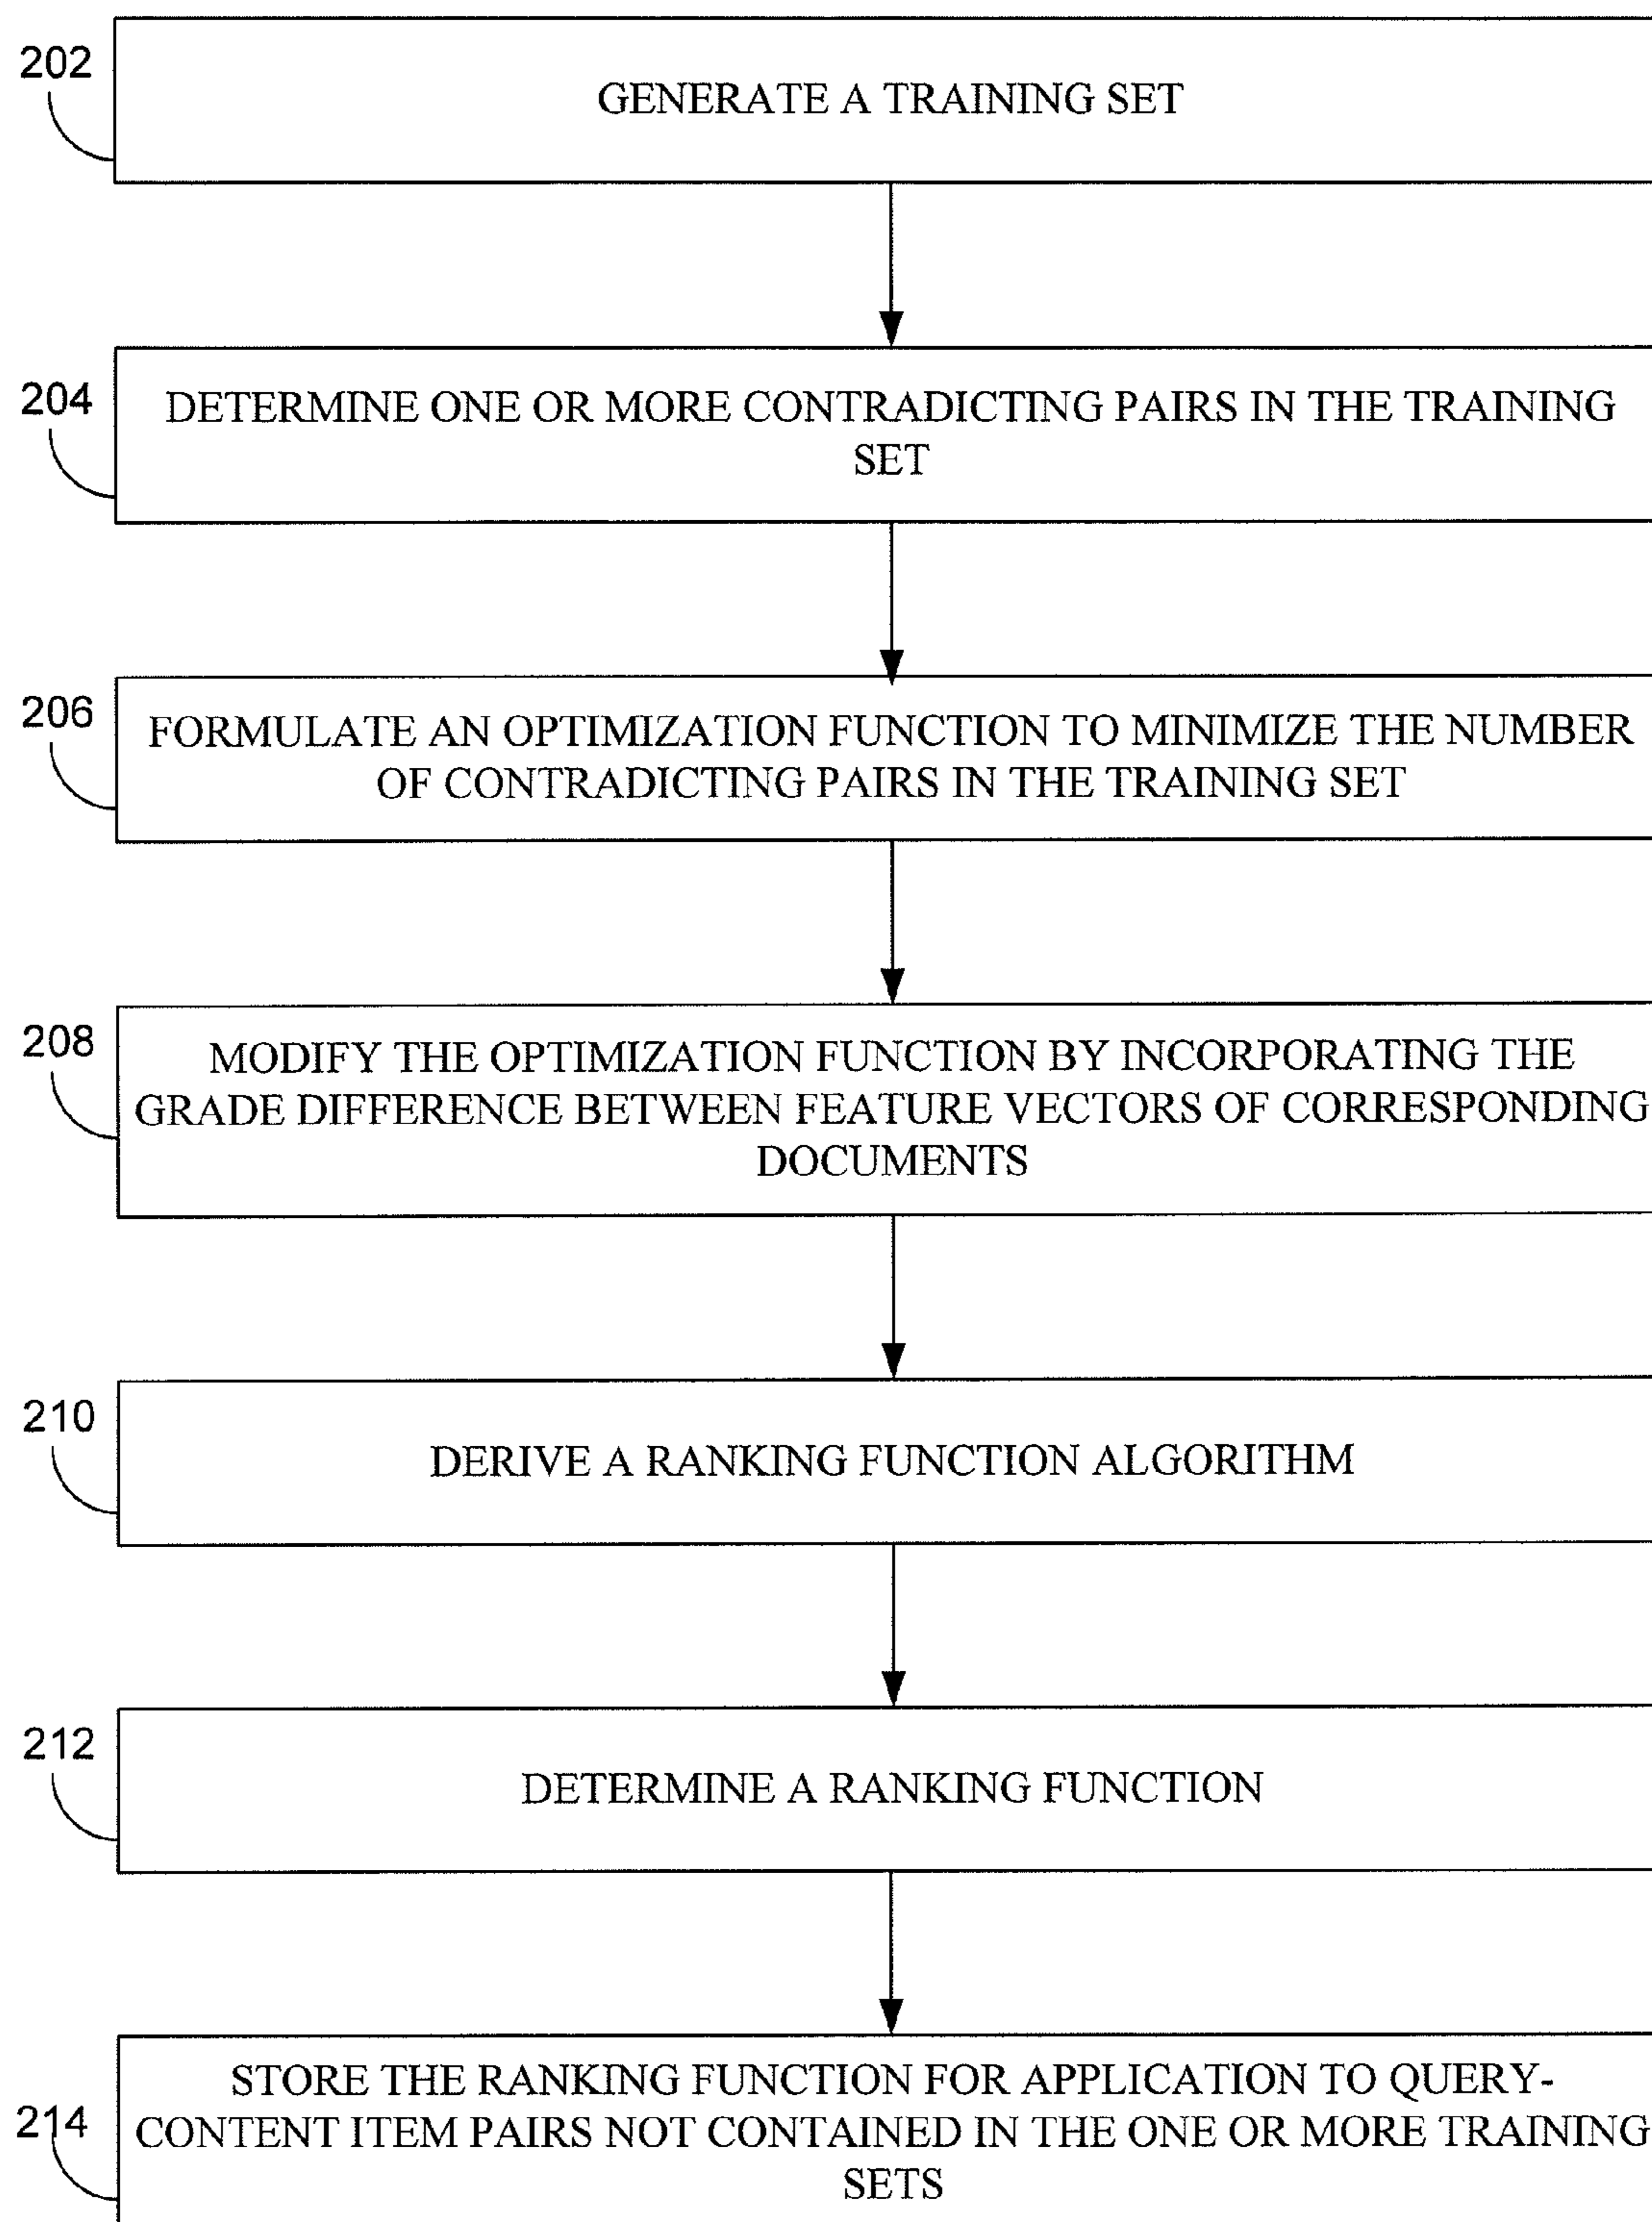 202
GENERATE A TRAINING SET
204
DETERMINE ONE OR MORE CONTRADICTING PAIRS IN THE TRAINING
SET
206
FORMULATE AN OPTIMIZATION FUNCTION TO MINIMIZE THE NUMBER
OF CONTRADICTING PAIRS IN THE TRAINING SET
208
MODIFY THE OPTIMIZATION FUNCTION BY INCORPORATING THE
GRADE DIFFERENCE BETWEEN FEATURE VECTORS OF CORRESPONDING
DOCUMENTS
210
DERIVE A RANKING FUNCTION ALGORITHM
212
DETERMINE A RANKING FUNCTION
214
STORE THE RANKING FUNCTION FOR APPLICATION TO QUERY-
CONTENT ITEM PAIRS NOT CONTAINED IN THE ONE OR MORE TRAINING
SETS